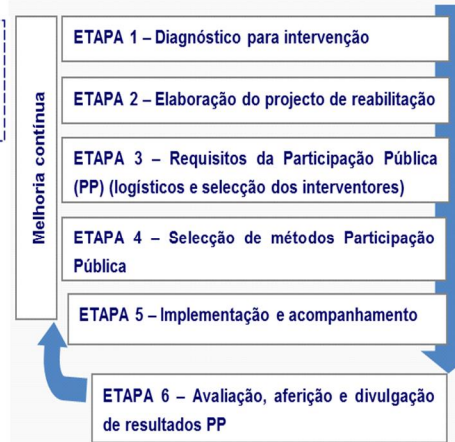 Melhoria contínua
ETAPA 1 – Diagnóstico para intervenção
ETAPA 2 – Elaboração do projecto de reabilitação
ETAPA 3 – Requisitos da Participação Pública
(PP) (logísticos e selecção dos interventores)
ETAPA 4 – Selecção de métodos Participação
Pública
ETAPA 5 – Implementação e acompanhamento
ETAPA 6 – Avaliação, aferição e divulgação
de resultados PP